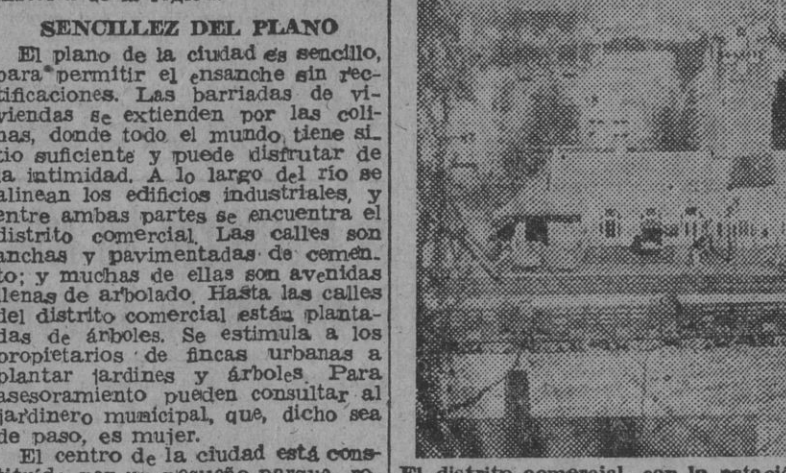 SENCILLEZ DEL PLANO
El plano de la ciudad es sencillo,
para permitir el ensanche sin rec-
tificaciones. Las barriadas de vi-
viendas se extienden por las coli-
nas, donde todo el mundo tiene si-
tio suficiente y puede disfrutar de
la intimidad. A lo largo del río se
alinean los edificios industriales, y
entre ambas partes se encuentra el
distrito comercial. Las calles son
anchas y pavimentadas de cemen-
to; y muchas de ellas son avenidas
llenas de arbolado. Hasta las calles
del distrito comercial están planta-
das de árboles. Se estimula a los
propietarios de fincas urbanas a
plantar jardines y árboles. Para
asesoramiento pueden consultar al
jardinero municipal, que, dicho sea
de paso, es mujer.
El centro de la ciudad está cons-
El distrito comercial, con la